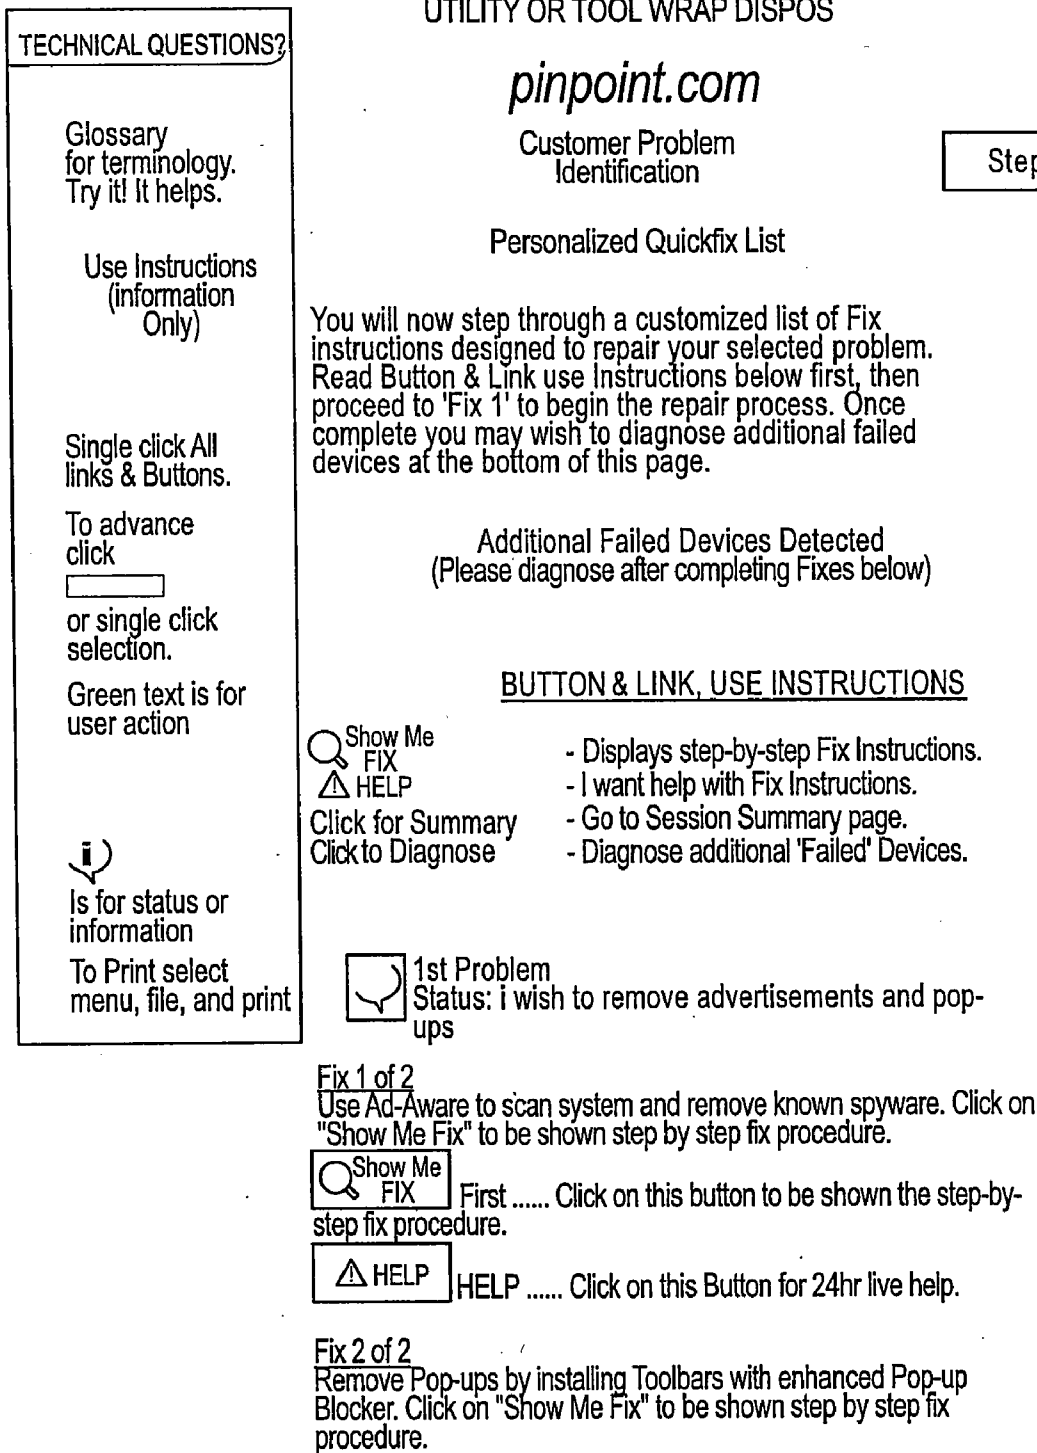 UTILITY OR TOOL WRAP DISPOS
TECHNICAL QUESTIONS?
Glossary
for terminology.
Try it! It helps.
Use Instructions
(information
Only)
Single click All
links & Buttons.
To advance
click
or single click
selection.
Green text is for
user action
i
Is for status or
information
To Print select
menu, file, and print
pinpoint.com
Customer Problem
Identification
Step
Personalized Quickfix List
You will now step through a customized list of Fix
instructions designed to repair your selected problem.
Read Button & Link use Instructions below first, then
proceed to 'Fix 1' to begin the repair process. Once
complete you may wish to diagnose additional failed
devices at the bottom of this page.
Additional Failed Devices Detected
(Please diagnose after completing Fixes below)
BUTTON & LINK, USE INSTRUCTIONS
Show Me
FIX - Displays step-by-step Fix Instructions.
HELP - I want help with Fix Instructions.
Click for Summary - Go to Session Summary page.
Click to Diagnose - Diagnose additional 'Failed' Devices.
1st Problem
Status: i wish to remove advertisements and pop-
ups
Fix 1 of 2
Use Ad-Aware to scan system and remove known spyware. Click on
"Show Me Fix" to be shown step by step fix procedure.
Show Me
FIX First ...... Click on this button to be shown the step-by-
step fix procedure.
HELP HELP ...... Click on this Button for 24hr live help.
Fix 2 of 2
Remove Pop-ups by installing Toolbars with enhanced Pop-up
Blocker. Click on "Show Me Fix" to be shown step by step fix
procedure.